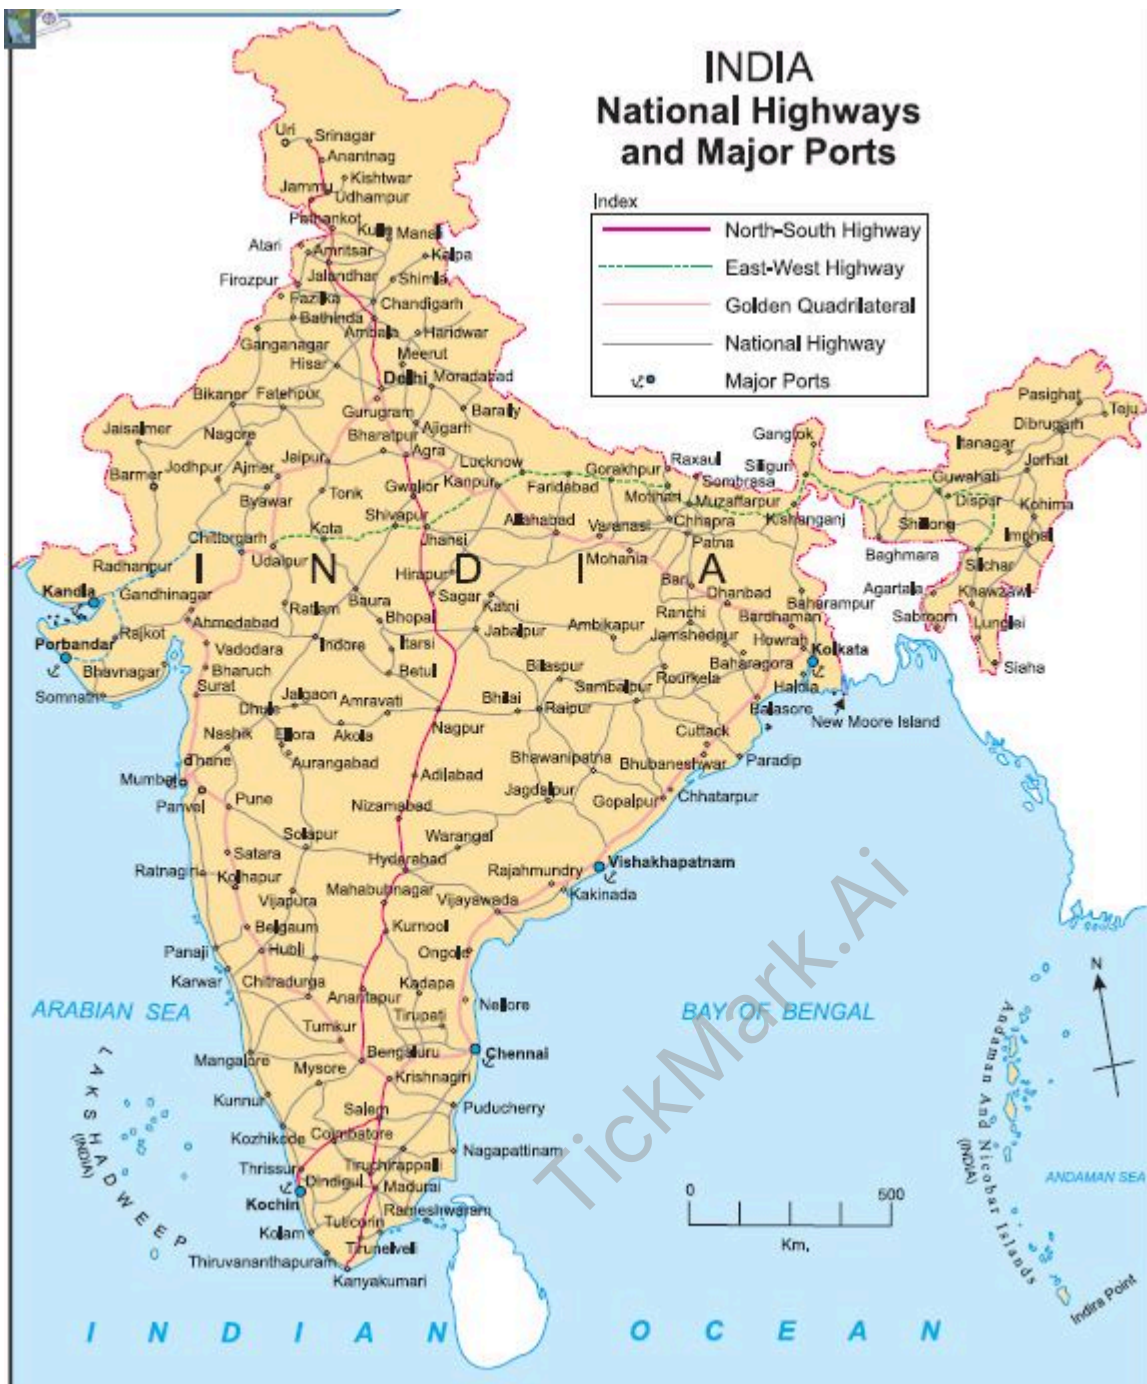 INDIA
National Highways
and Major Ports
Index
North-South Highway
East-West Highway
Golden Quadrilateral
National Highway
Major Ports
Uri
Srinagar
Anantnag
Kishtwar
Jammu
Udhampur
Pathankot
Manali
Atari
Amritsar
Kalpa
Firozpur
Jalandhar
Shimla
Fazilka
Chandigarh
Bathinda
Ambala
Haridwar
Ganganagar
Hisar
Meerut
Delhi
Moradabad
Bikaner
Fatehpur
Gurugram
Barally
Pasighat
Teju
Jaisalmer
Nagore
Bharatpur
Ajigarh
Gangtok
Dibrugarh
Itanagar
Jaipur
Agra
Lucknow
Raxaul
Siliguri
Jorhat
Barmer
Jodhpur
Ajmer
Gorakhpur
Sombrasa
Guwahati
Byawar
Tonk
Gwalior
Kanpur
Faridabad
Motihari
Muzaffarpur
Dispar
Kohima
Kota
Shivapur
Allahabad
Varanasi
Chhapra
Kishanganj
Shillong
Imphal
Chittorgarh
Jhansi
Patna
Udaipur
I N D I A
Mohania
Baghmara
Silchar
Radhanpur
Hirapur
Bari
Kandla
Gandhinagar
Ratlam
Baura
Sagar
Katni
Dhanbad
Baharampur
Agartala
Khawzawl
Ahmedabad
Bhopal
Ranchi
Bardhaman
Sabroom
Lunglei
Porbandar
Rajkot
Indore
Itarsi
Jabalpur
Ambikapur
Jamshedpur
Howrah
Kolkata
Vadodara
Bhavnagar
Bharuch
Betul
Bilaspur
Baharagora
Siaha
Somnath
Surat
Jalgaon
Amravati
Bhilai
Sambalpur
Rourkela
Haldia
Dhule
Raipur
Balasore
New Moore Island
Nashik
Ellora
Akola
Nagpur
Cuttack
Thane
Aurangabad
Bhawanipatna
Bhubaneshwar
Paradip
Mumbai
Adilabad
Panvel
Pune
Nizamabad
Jagdalpur
Gopalpur
Chhatarpur
Solapur
Warangal
Satara
Hyderabad
Vishakhapatnam
Ratnagiri
Kolhapur
Rajahmundry
Mahabubnagar
Kakinada
Vijapura
Vijayawada
Belgaum
Kurnool
Panaji
Hubli
Ongole
Karwar
Chitradurga
Kadapa
N
ARABIAN SEA
Anantapur
Nellore
BAY OF BENGAL
Tumkur
Tirupati
Mangalore
Bengaluru
Chennai
Mysore
Krishnagiri
Kunnur
Salem
Puducherry
Kozhikode
Coimbatore
Nagapattinam
Thrissur
Tiruchirappalli
Dindigul
Madurai
Kochin
Rameshwaram
Kolam
Tuticorin
Tirunelveli
Thiruvananthapuram
Kanyakumari
LAKSHADWEEP
(INDIA)
Andaman And Nicobar Islands
(INDIA)
ANDAMAN SEA
Indira Point
0 500
Km.
INDIAN OCEAN
TickMark.Ai